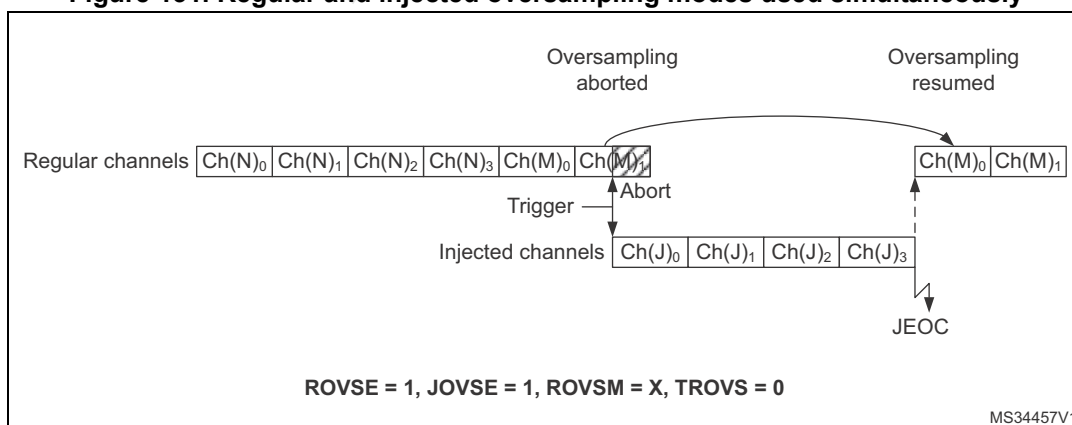 Figure Regular and injected oversampling modes used simultaneously
Oversampling aborted
Oversampling resumed
Regular channels Ch(N)₀ Ch(N)₁ Ch(N)₂ Ch(N)₃ Ch(M)₀ Ch(M)₁ Ch(M)₀ Ch(M)₁
Abort
Trigger
Injected channels Ch(J)₀ Ch(J)₁ Ch(J)₂ Ch(J)₃
JEOC
ROVSE = 1, JOVSE = 1, ROVSM = X, TROVS = 0
MS34457V1